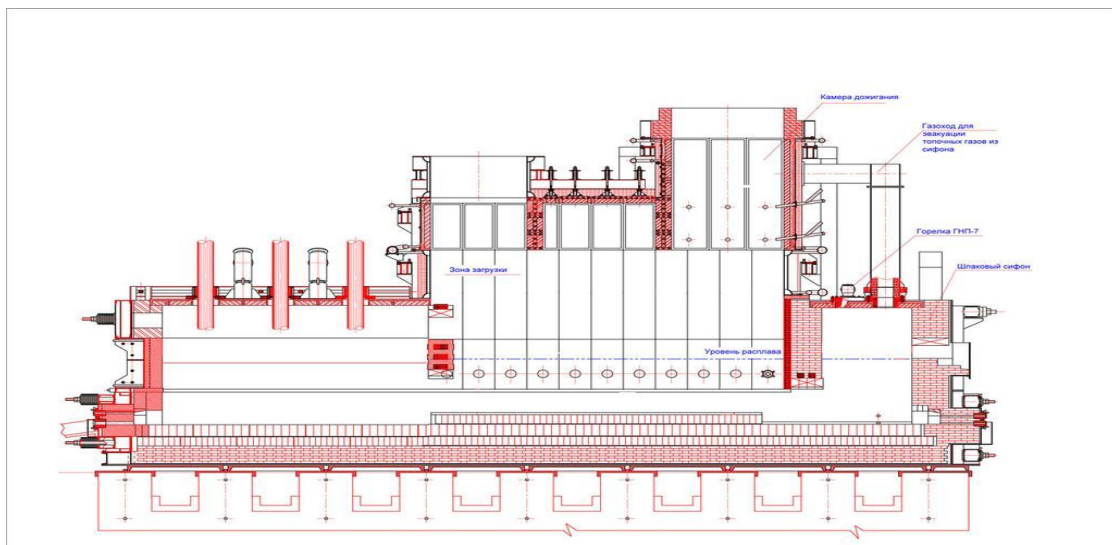 Камера дожигания
Газоход для
эвакуации
топочных газов из
сифона
Горелка ГНП-7
Зона загрузки
Шлаковый сифон
Уровень расплава